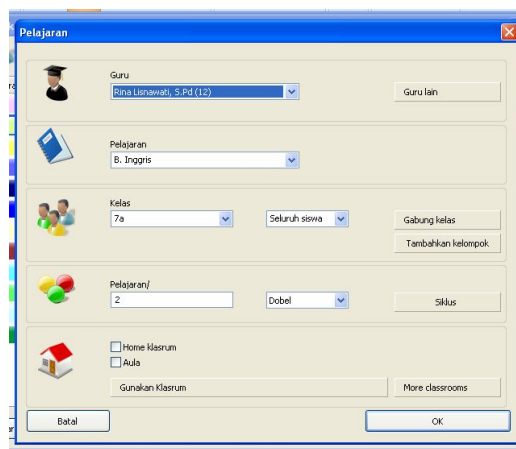 Pelajaran
Guru
Rina Lisnawati, S.Pd (12)
Guru lain
Pelajaran
B. Inggris
Kelas
7a
Seluruh siswa
Gabung kelas
Tambahkan kelompok
Pelajaran/
2
Dobel
Siklus
Home klasrum
Aula
Gunakan Klasrum
More classrooms
Batal
OK